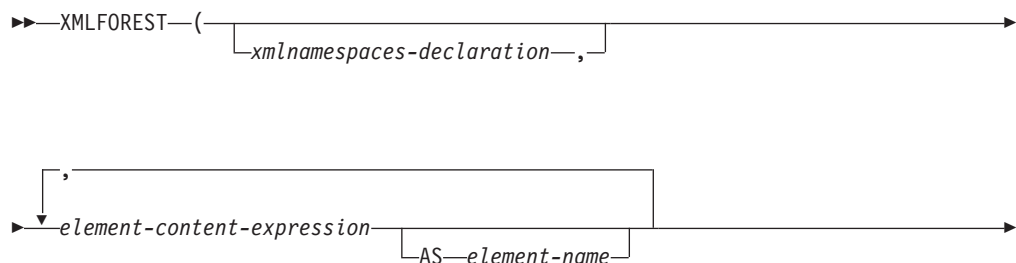 XMLFOREST (
xmlnamespaces-declaration ,
,
element-content-expression
AS element-name